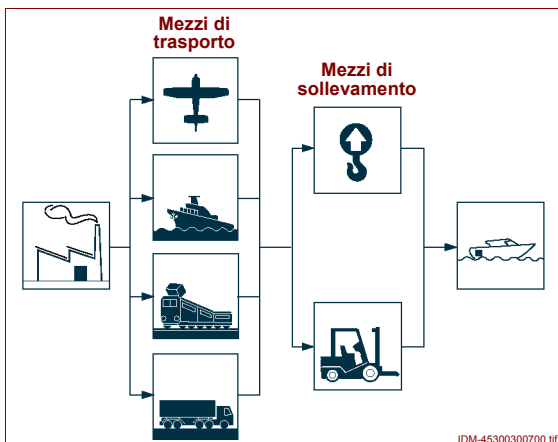 Mezzi di
trasporto
Mezzi di
sollevamento
IDM-45300300700.tif